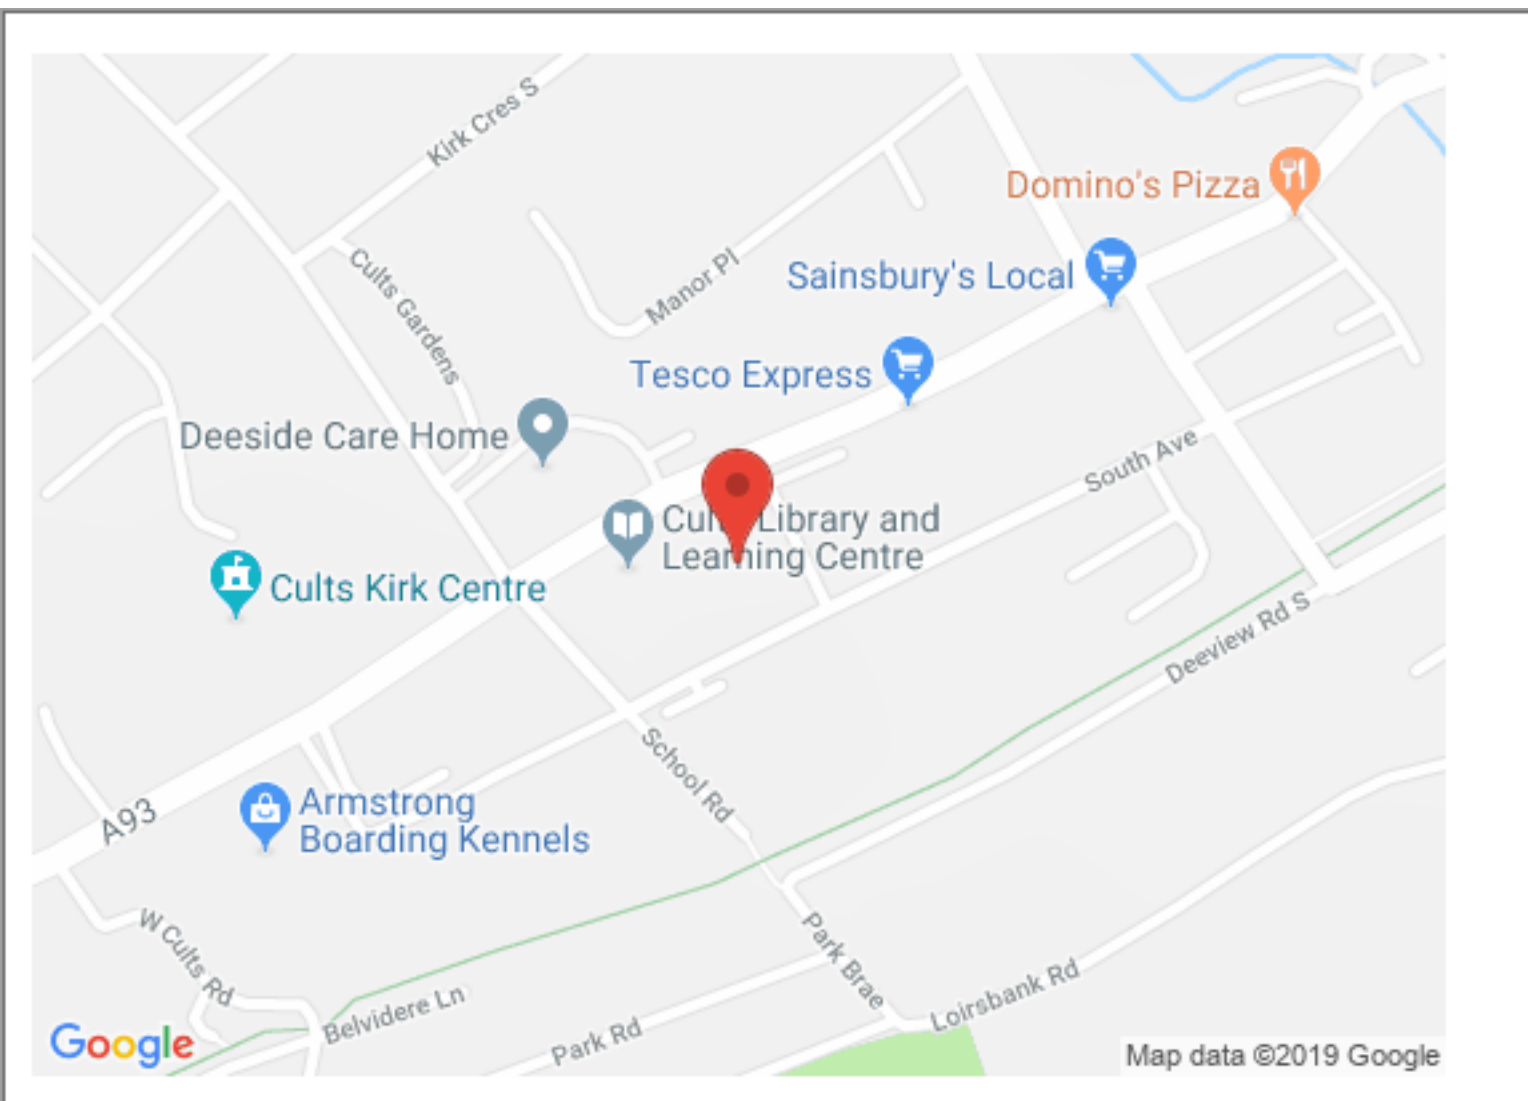 Kirk Cres S
Domino's Pizza
Cults Gardens
Manor Pl
Sainsbury's Local
Tesco Express
Deeside Care Home
South Ave
Cults Library and
Learning Centre
Cults Kirk Centre
Deeview Rd S
School Rd
A93
Armstrong
Boarding Kennels
W Cults Rd
Park Brae
Belvidere Ln
Loirsbank Rd
Park Rd
Google
Map data ©2019 Google